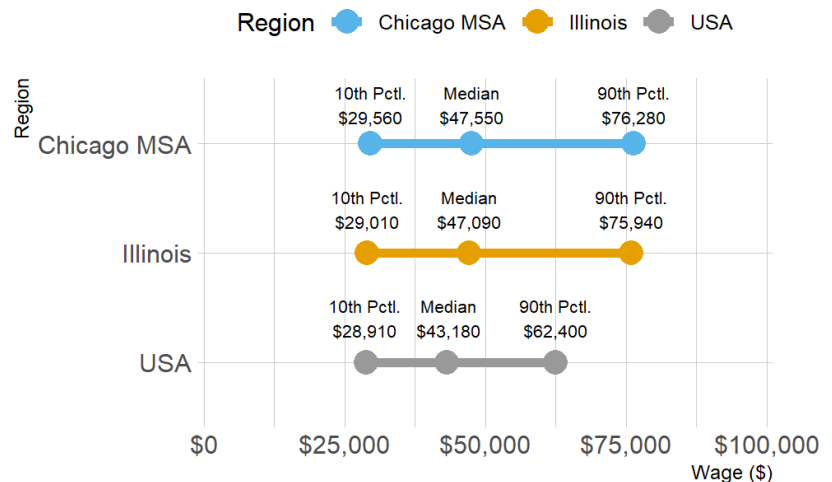 Region Chicago MSA Illinois USA
Region
10th Pctl. Median 90th Pctl.
$29,560 $47,550 $76,280
Chicago MSA
10th Pctl. Median 90th Pctl.
$29,010 $47,090 $75,940
Illinois
10th Pctl. Median 90th Pctl.
$28,910 $43,180 $62,400
USA
$0 $25,000 $50,000 $75,000 $100,000
Wage ($)